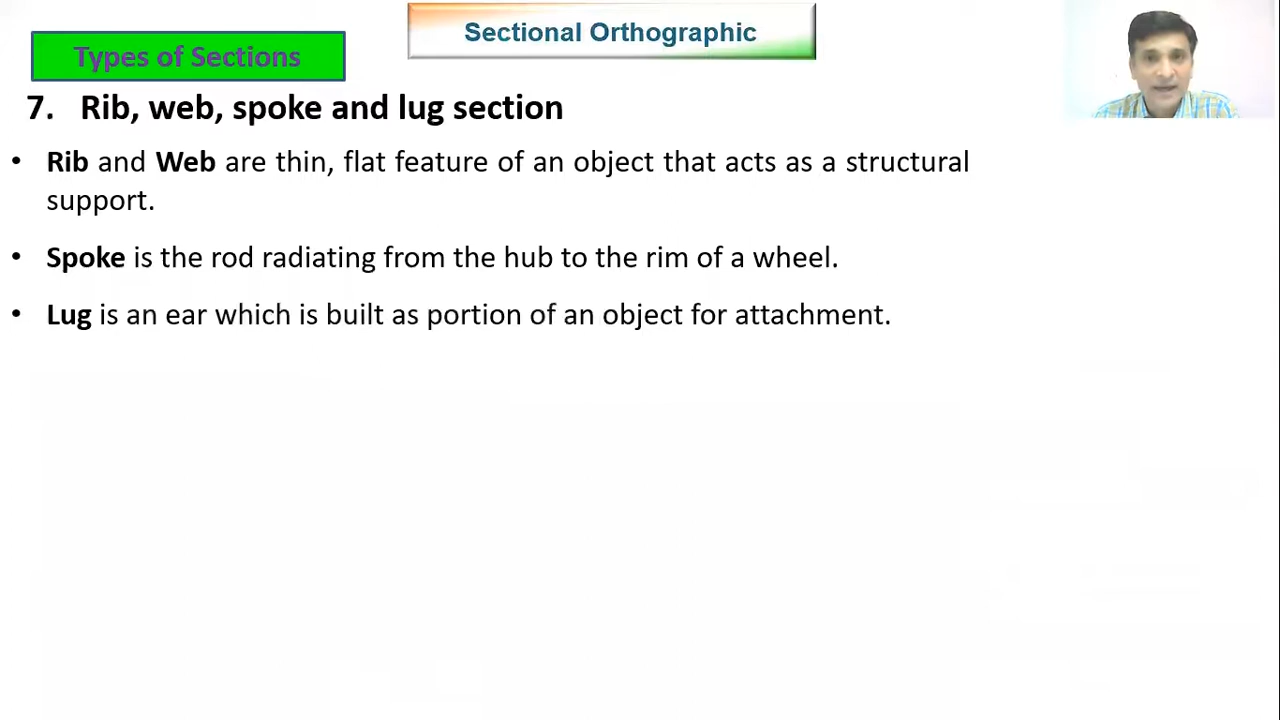 Sectional Orthographic
Types of Sections
7. Rib, web, spoke and lug section
• Rib and Web are thin, flat feature of an object that acts as a structural
support.
• Spoke is the rod radiating from the hub to the rim of a wheel.
• Lug is an ear which is built as portion of an object for attachment.